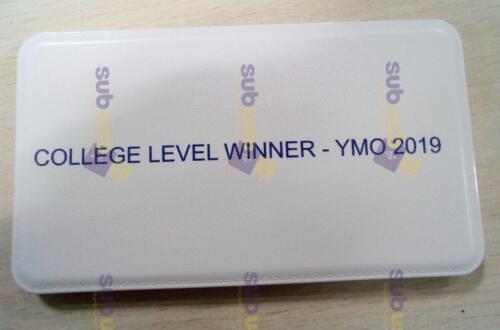 COLLEGE LEVEL WINNER - YMO 2019